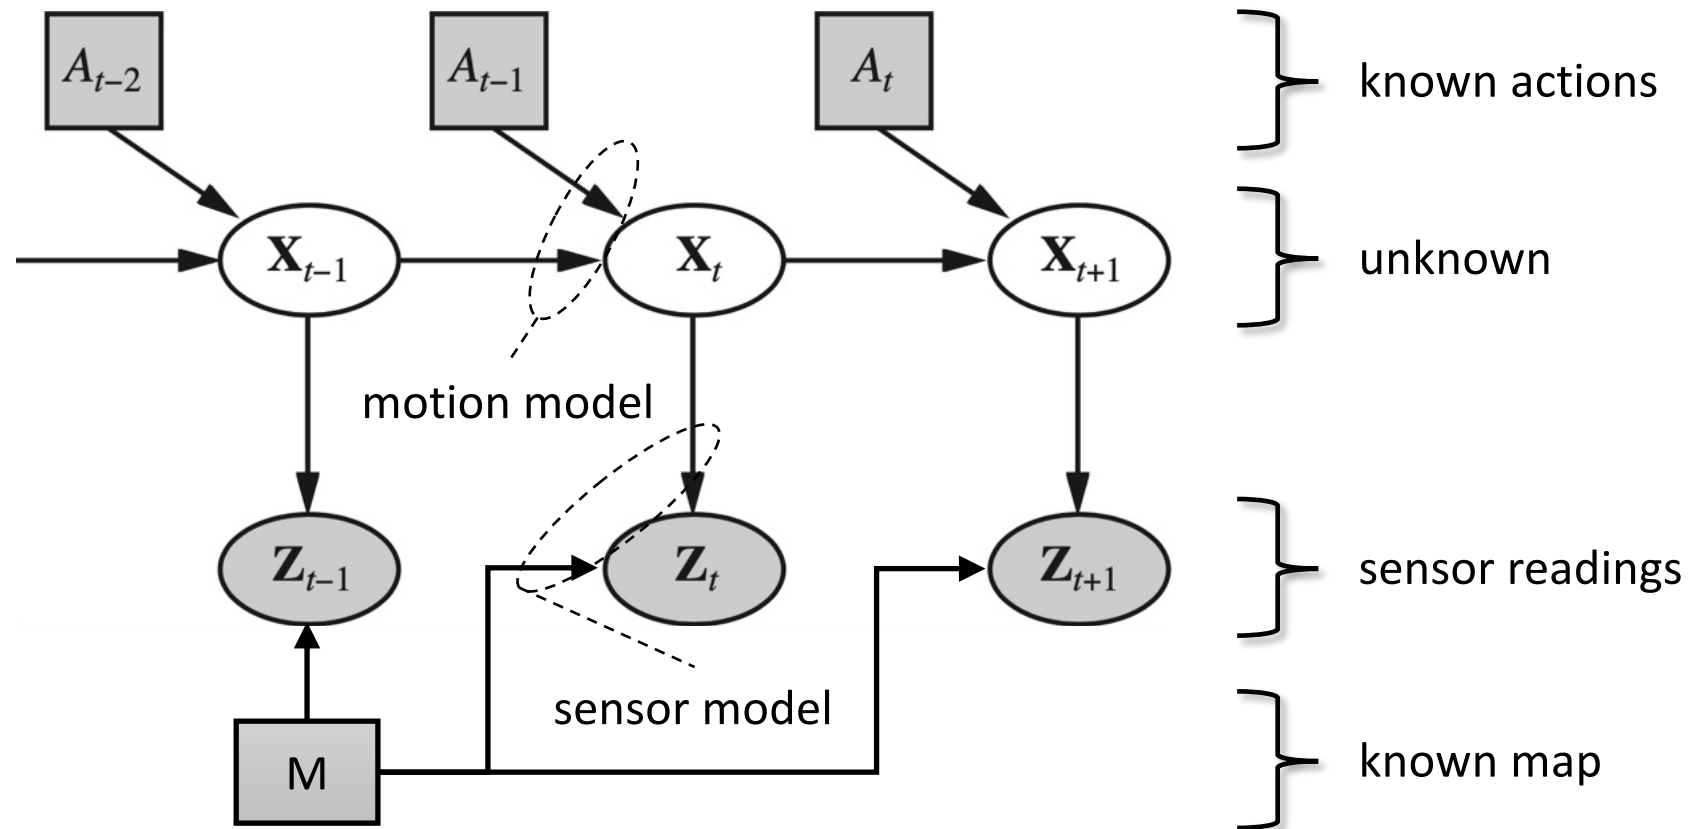 A_{t−2} A_{t−1} A_t known actions
X_{t−1} X_t X_{t+1} unknown
motion model
Z_{t−1} Z_t Z_{t+1} sensor readings
sensor model
M known map